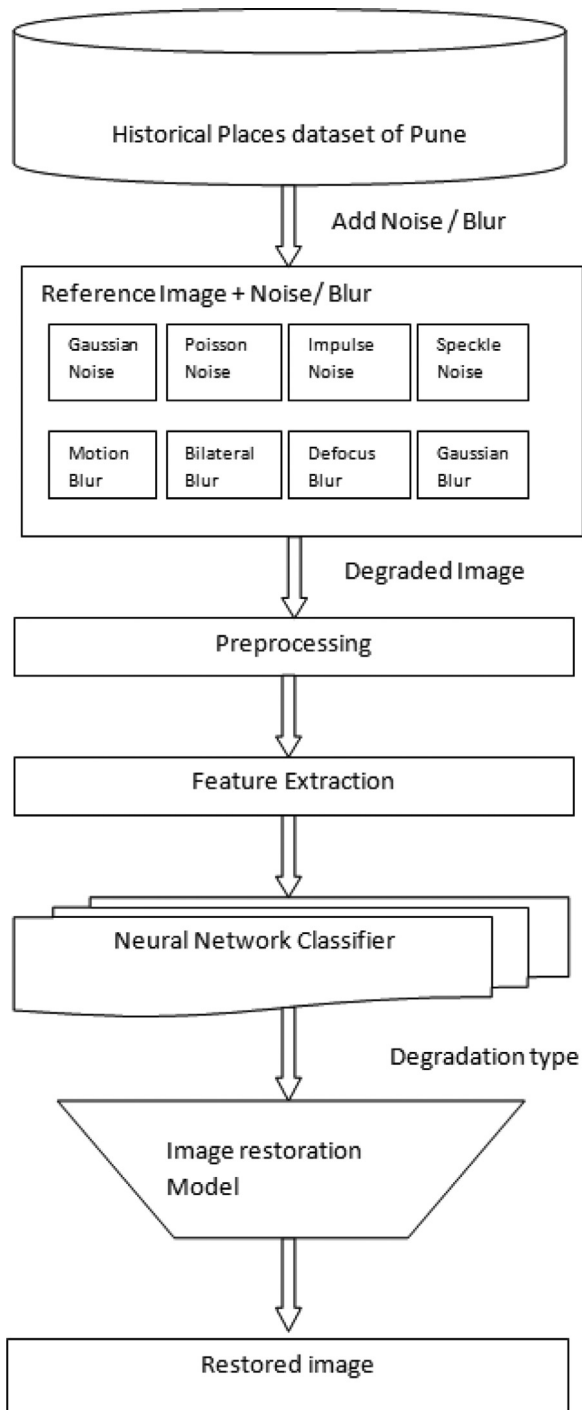 Historical Places dataset of Pune
Add Noise / Blur
Reference Image + Noise/ Blur
Gaussian
Noise
Poisson
Noise
Impulse
Noise
Speckle
Noise
Motion
Blur
Bilateral
Blur
Defocus
Blur
Gaussian
Blur
Degraded Image
Preprocessing
Feature Extraction
Neural Network Classifier
Degradation type
Image restoration
Model
Restored image